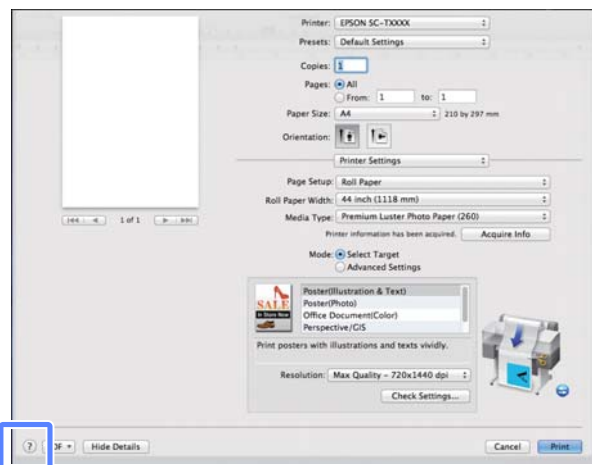 Printer: EPSON SC-TXXXX
Presets: Default Settings
Copies: 1
Pages: All
From: 1 to: 1
Paper Size: A4 210 by 297 mm
Orientation:
Printer Settings
Page Setup: Roll Paper
Roll Paper Width: 44 inch (1118 mm)
Media Type: Premium Luster Photo Paper (260)
1 of 1
Printer information has been acquired. Acquire Info
Mode: Select Target
Advanced Settings
SALE
In Store Now
Poster(Illustration & Text)
Poster(Photo)
Office Document(Color)
Perspective/GIS
Print posters with illustrations and texts vividly.
Resolution: Max Quality - 720x1440 dpi
Check Settings...
? DF Hide Details Cancel Print